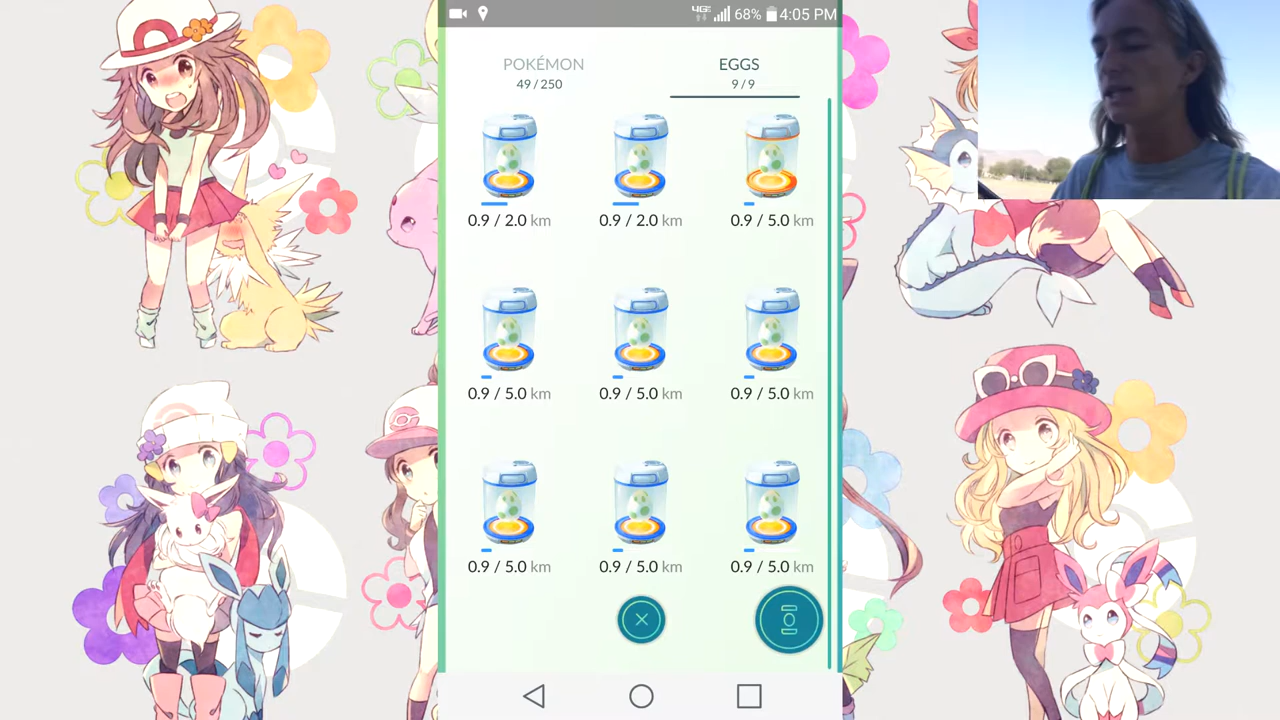 4G 68% 4:05 PM
POKÉMON EGGS
49 / 250 9 / 9
0.9 / 2.0 km 0.9 / 2.0 km 0.9 / 5.0 km
0.9 / 5.0 km 0.9 / 5.0 km 0.9 / 5.0 km
0.9 / 5.0 km 0.9 / 5.0 km 0.9 / 5.0 km